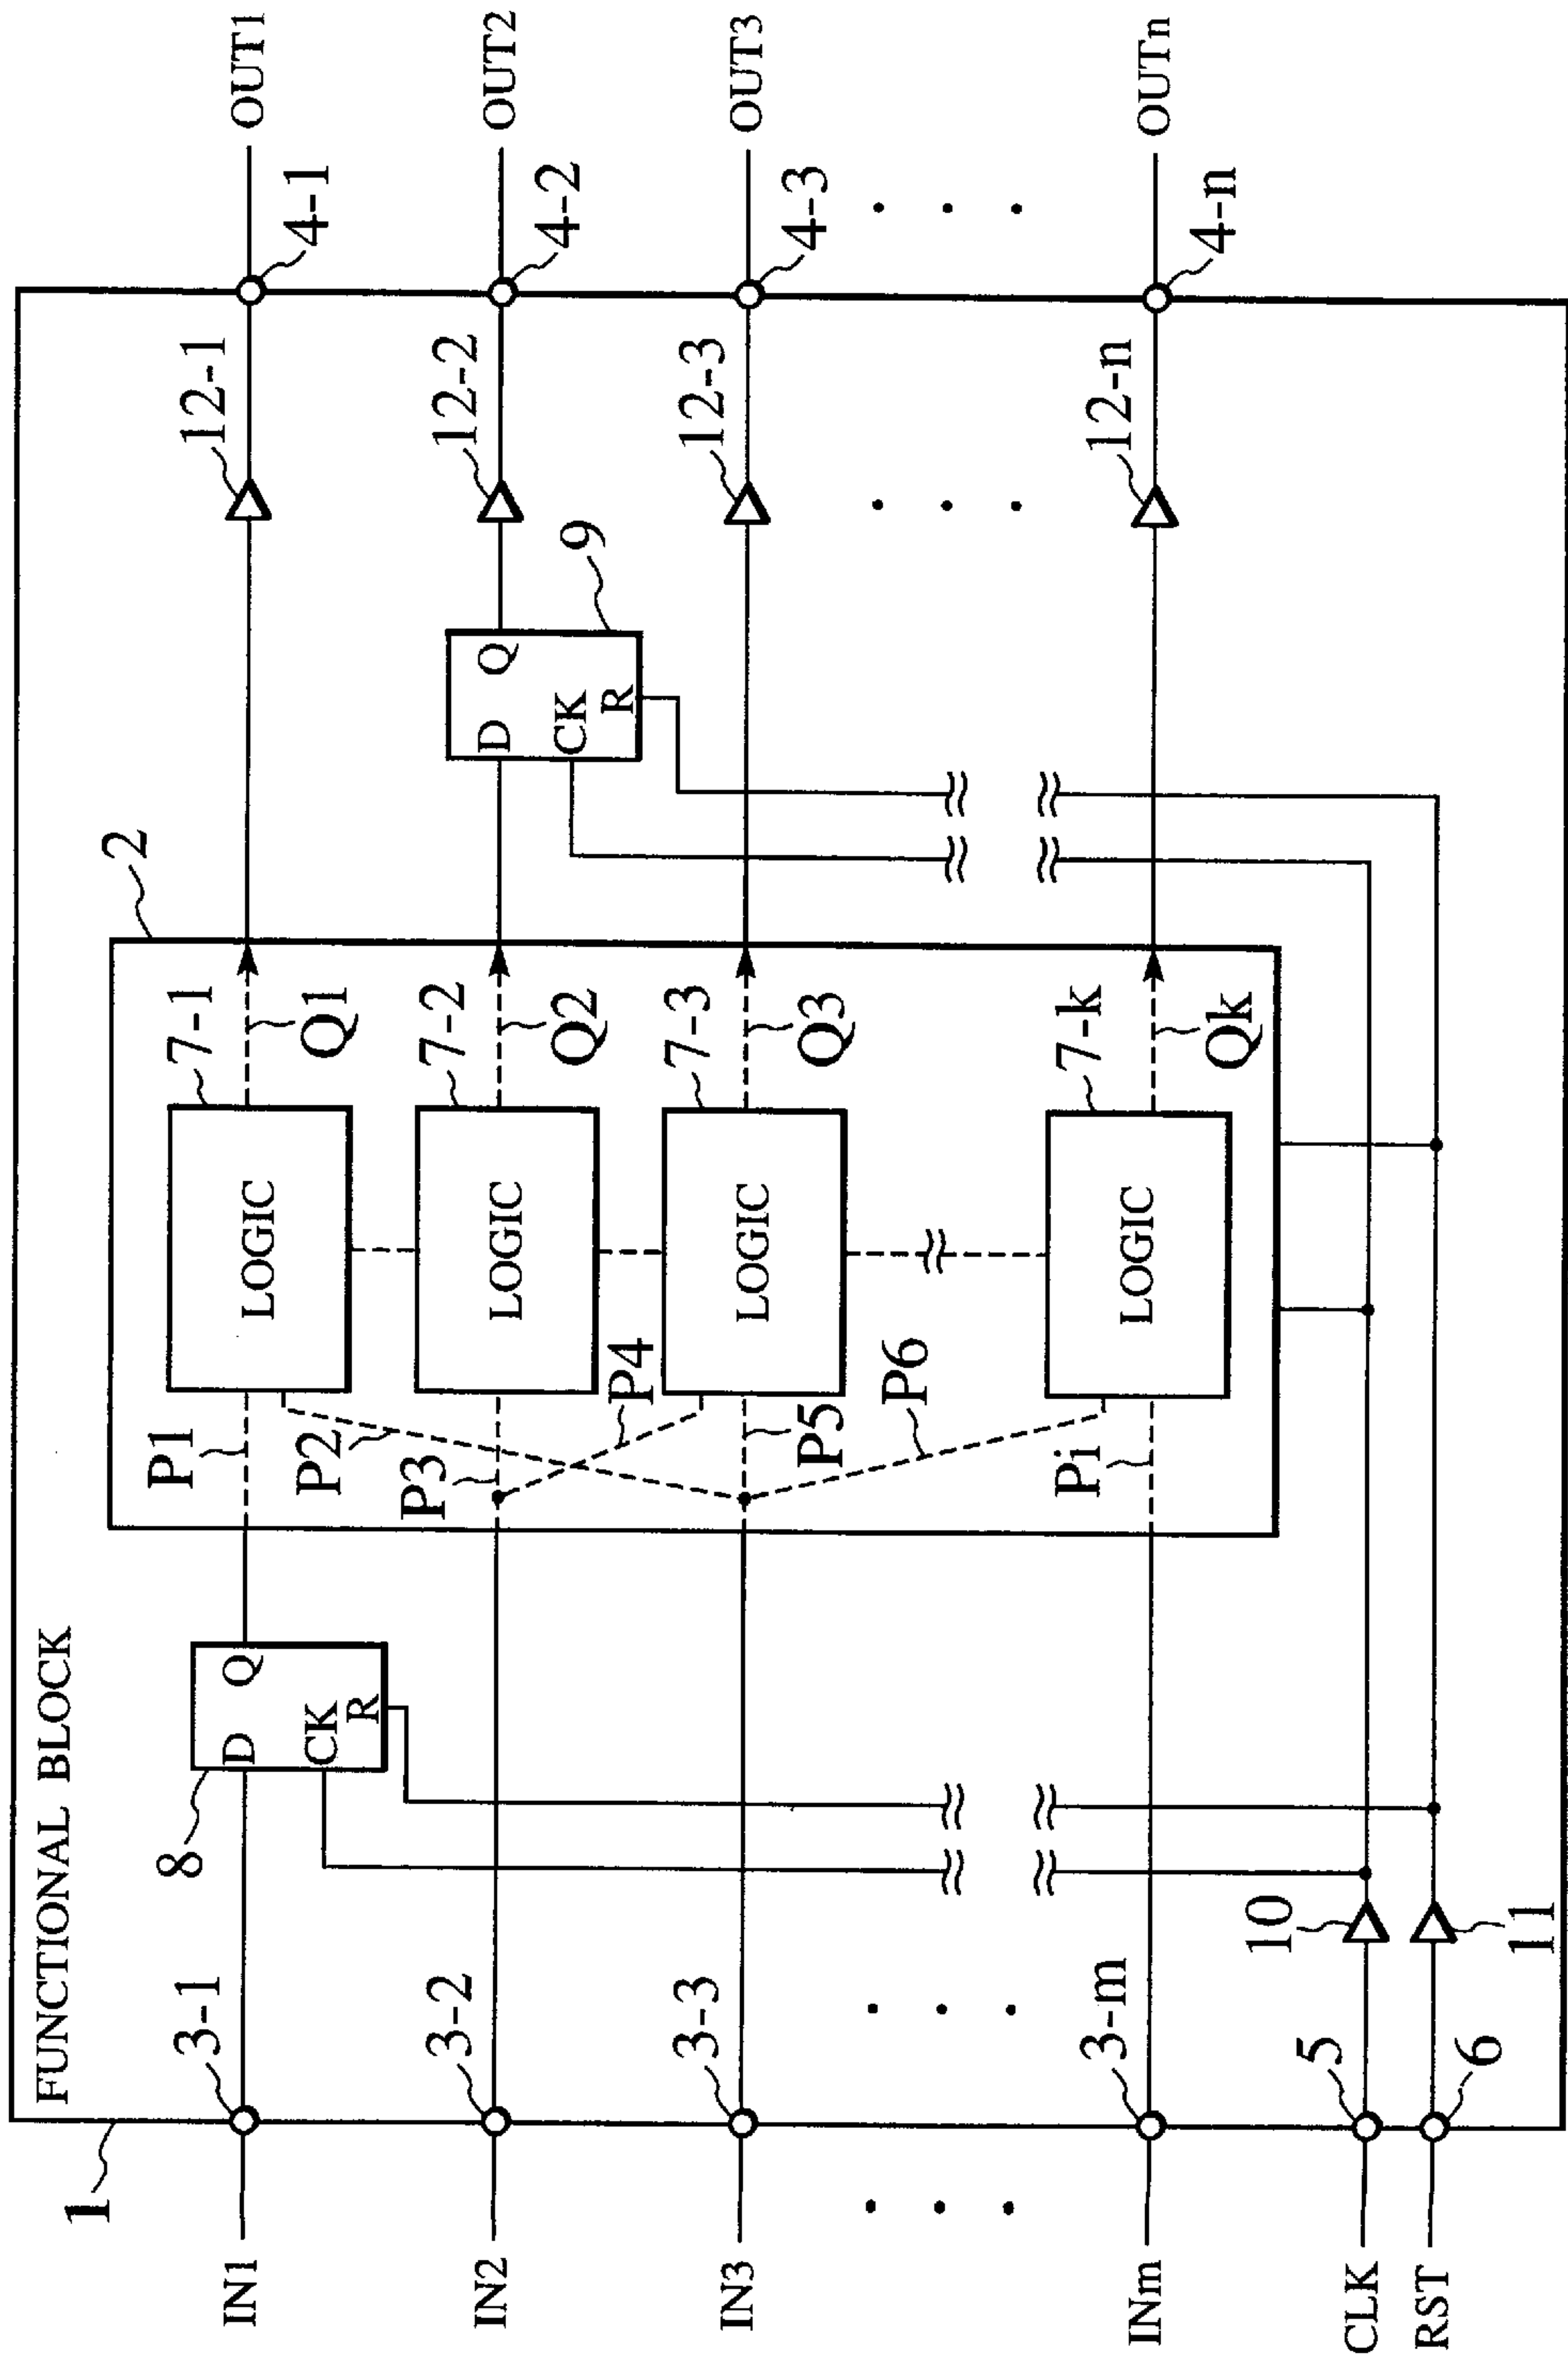 FUNCTIONAL BLOCK
1
2
IN1
3-1
8
D
Q
CK
R
P1
P2
LOGIC
7-1
Q1
12-1
4-1
OUT1
IN2
3-2
P3
P4
LOGIC
7-2
Q2
D
Q
CK
R
9
12-2
4-2
OUT2
IN3
3-3
P5
P6
LOGIC
7-3
Q3
12-3
4-3
OUT3
INm
3-m
Pi
LOGIC
7-k
Qk
12-n
4-n
OUTn
CLK
5
10
RST
6
11